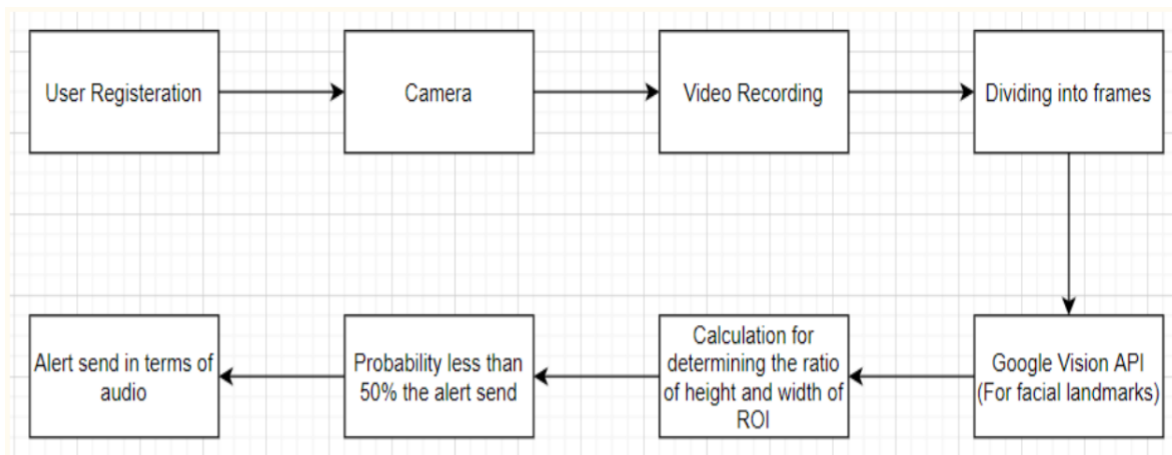 User Registeration
Camera
Video Recording
Dividing into frames
Google Vision API
(For facial landmarks)
Calculation for
determining the ratio
of height and width of
ROI
Probability less than
50% the alert send
Alert send in terms of
audio